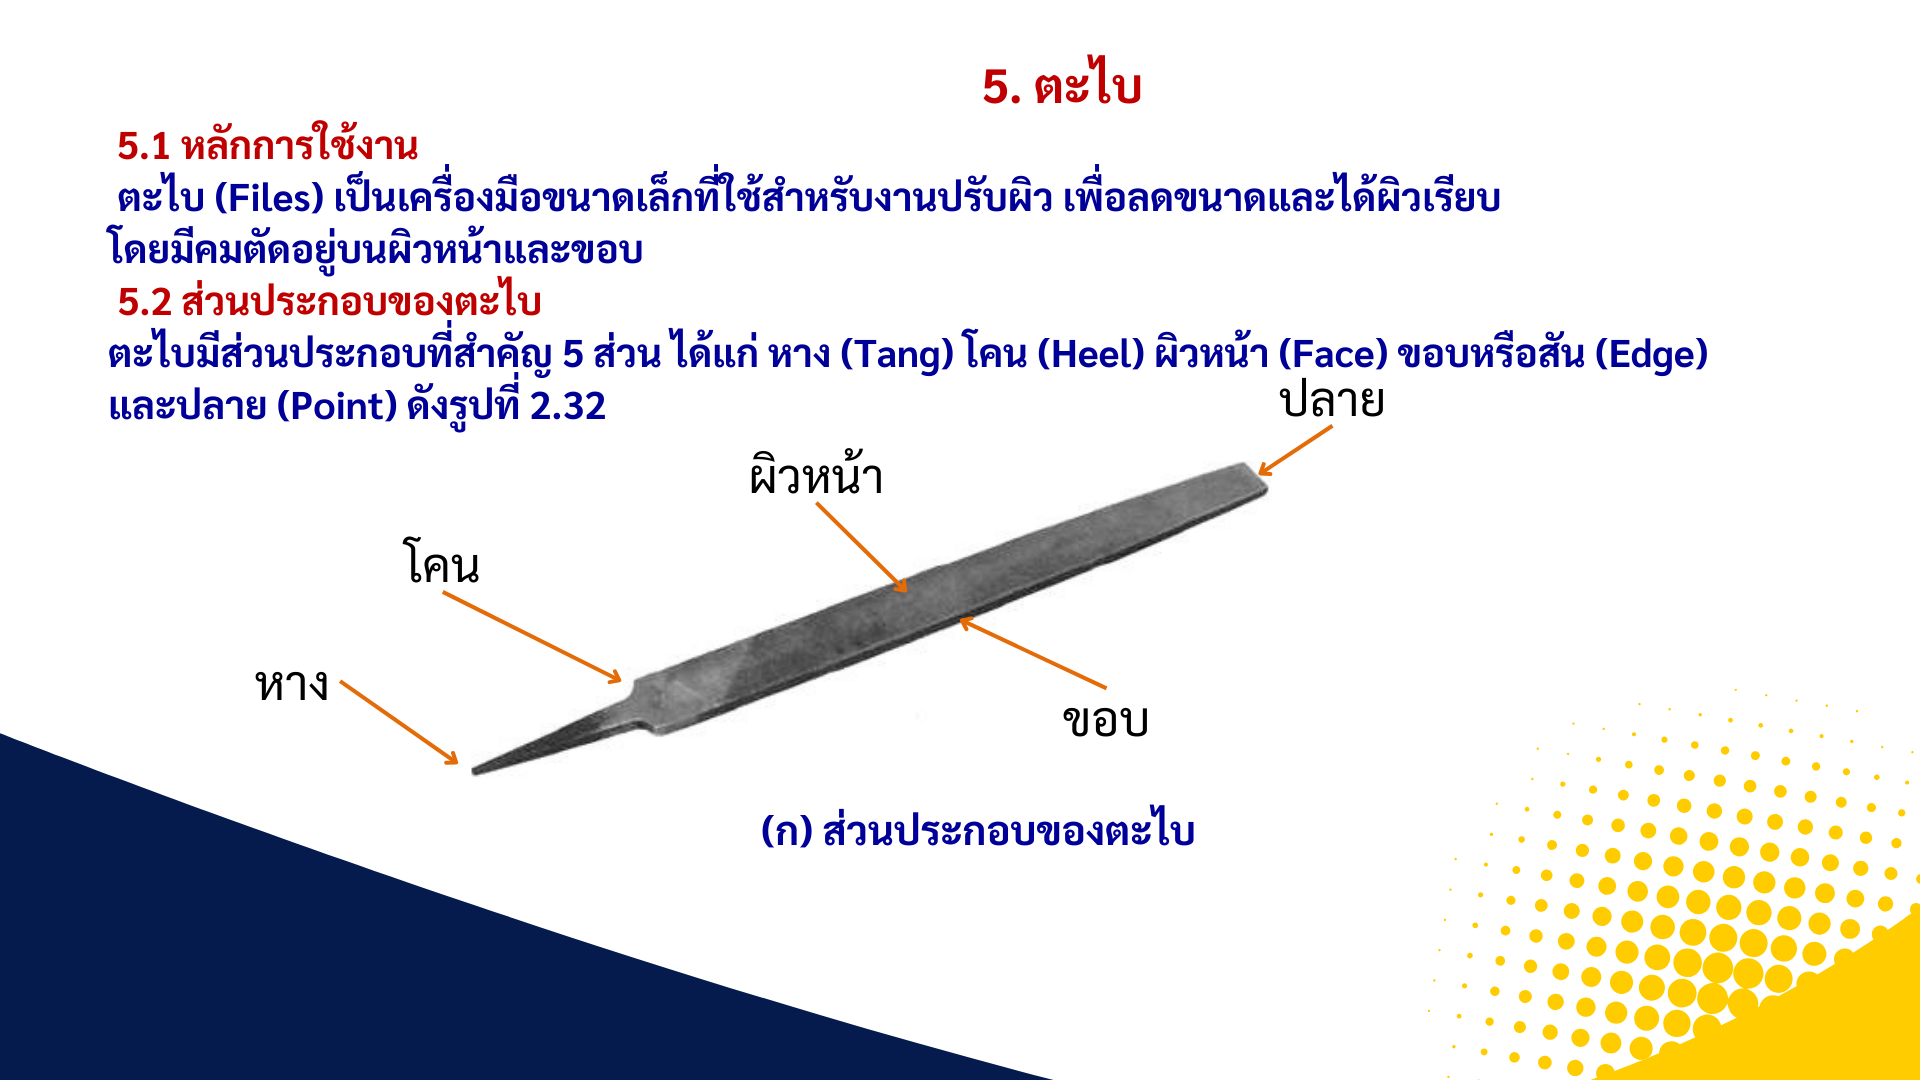 5. ตะไบ
5.1 หลักการใช้งาน
ตะไบ (Files) เป็นเครื่องมือขนาดเล็กที่ใช้สำหรับงานปรับผิว เพื่อลดขนาดและได้ผิวเรียบ
โดยมีคมตัดอยู่บนผิวหน้าและขอบ
5.2 ส่วนประกอบของตะไบ
ตะไบมีส่วนประกอบที่สำคัญ 5 ส่วน ได้แก่ หาง (Tang) โคน (Heel) ผิวหน้า (Face) ขอบหรือสัน (Edge)
และปลาย (Point) ดังรูปที่ 2.32
ปลาย
ผิวหน้า
โคน
หาง
ขอบ
(ก) ส่วนประกอบของตะไบ